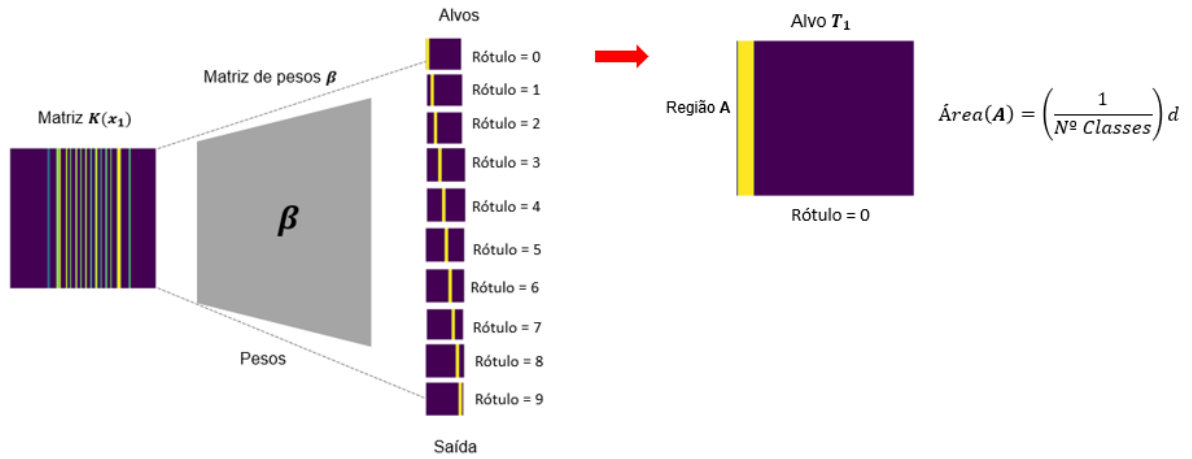 Alvos
Rótulo = 0
Matriz de pesos β
Rótulo = 1
Matriz K(x₁)
Rótulo = 2
Rótulo = 3
Rótulo = 4
β
Rótulo = 5
Rótulo = 6
Rótulo = 7
Pesos
Rótulo = 8
Rótulo = 9
Saída
Alvo T₁
Região A
Área(A) = (1 / Nº Classes) d
Rótulo = 0